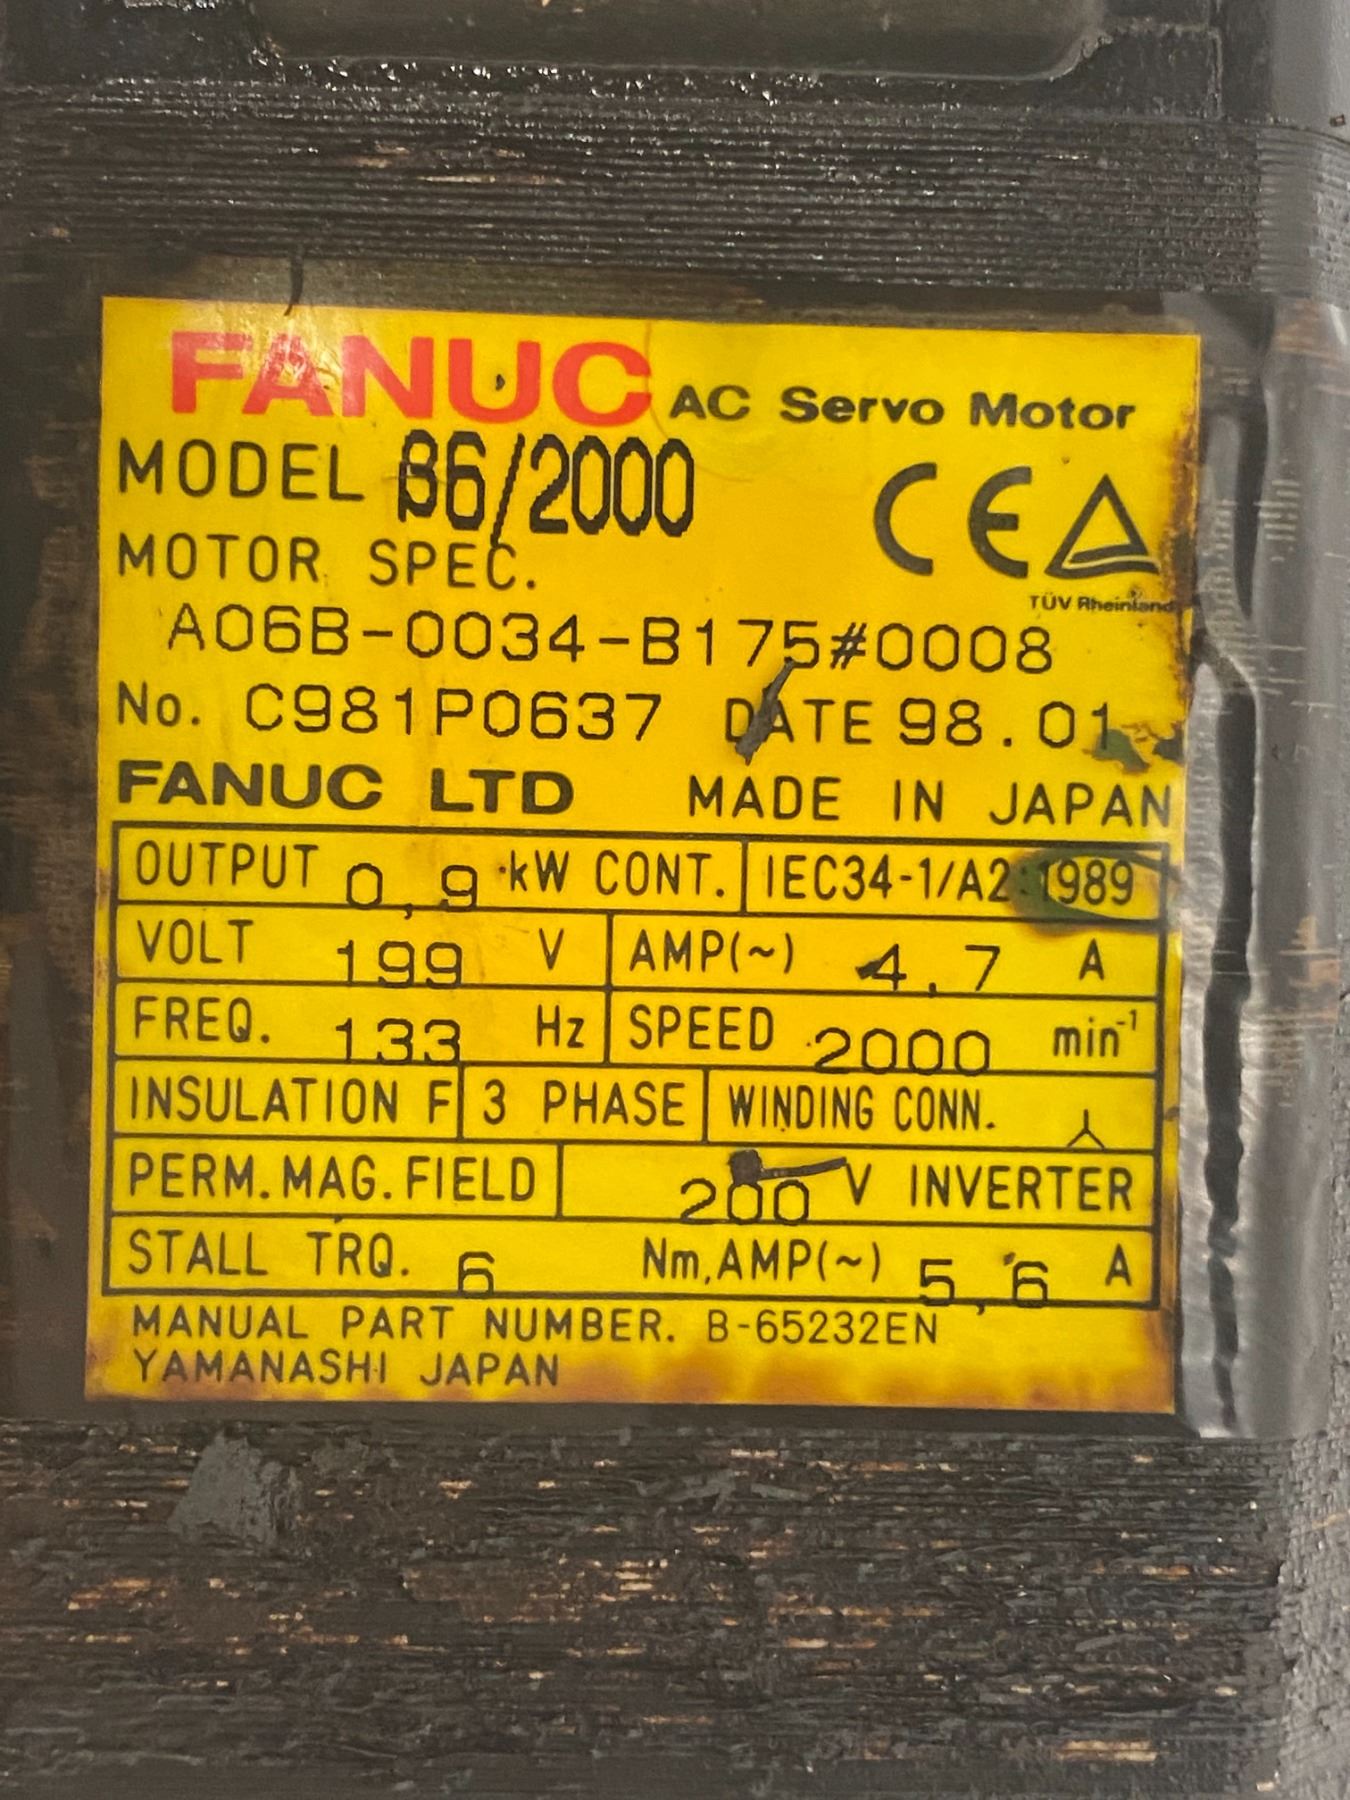 FANUC AC Servo Motor
MODEL β6/2000
CE
TÜV Rheinland
MOTOR SPEC.
A06B-0034-B175#0008
No. C981P0637 DATE 98.01
FANUC LTD MADE IN JAPAN
OUTPUT 0,9 kW CONT. IEC34-1/A2:1989
VOLT 199 V AMP(~) 4,7 A
FREQ. 133 Hz SPEED 2000 min⁻¹
INSULATION F 3 PHASE WINDING CONN.
PERM.MAG.FIELD 200 V INVERTER
STALL TRQ. 6 Nm,AMP(~) 5,6 A
MANUAL PART NUMBER. B-65232EN
YAMANASHI JAPAN